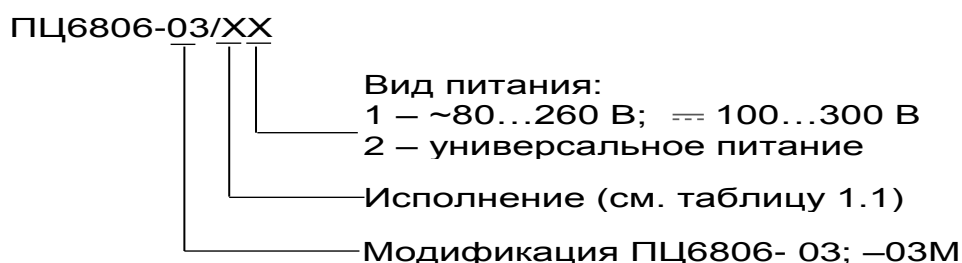 ПЦ6806-03/ХХ
Вид питания:
1 – ~80…260 В; ⎓ 100…300 В
2 – универсальное питание
Исполнение (см. таблицу 1.1)
Модификация ПЦ6806- 03; –03М